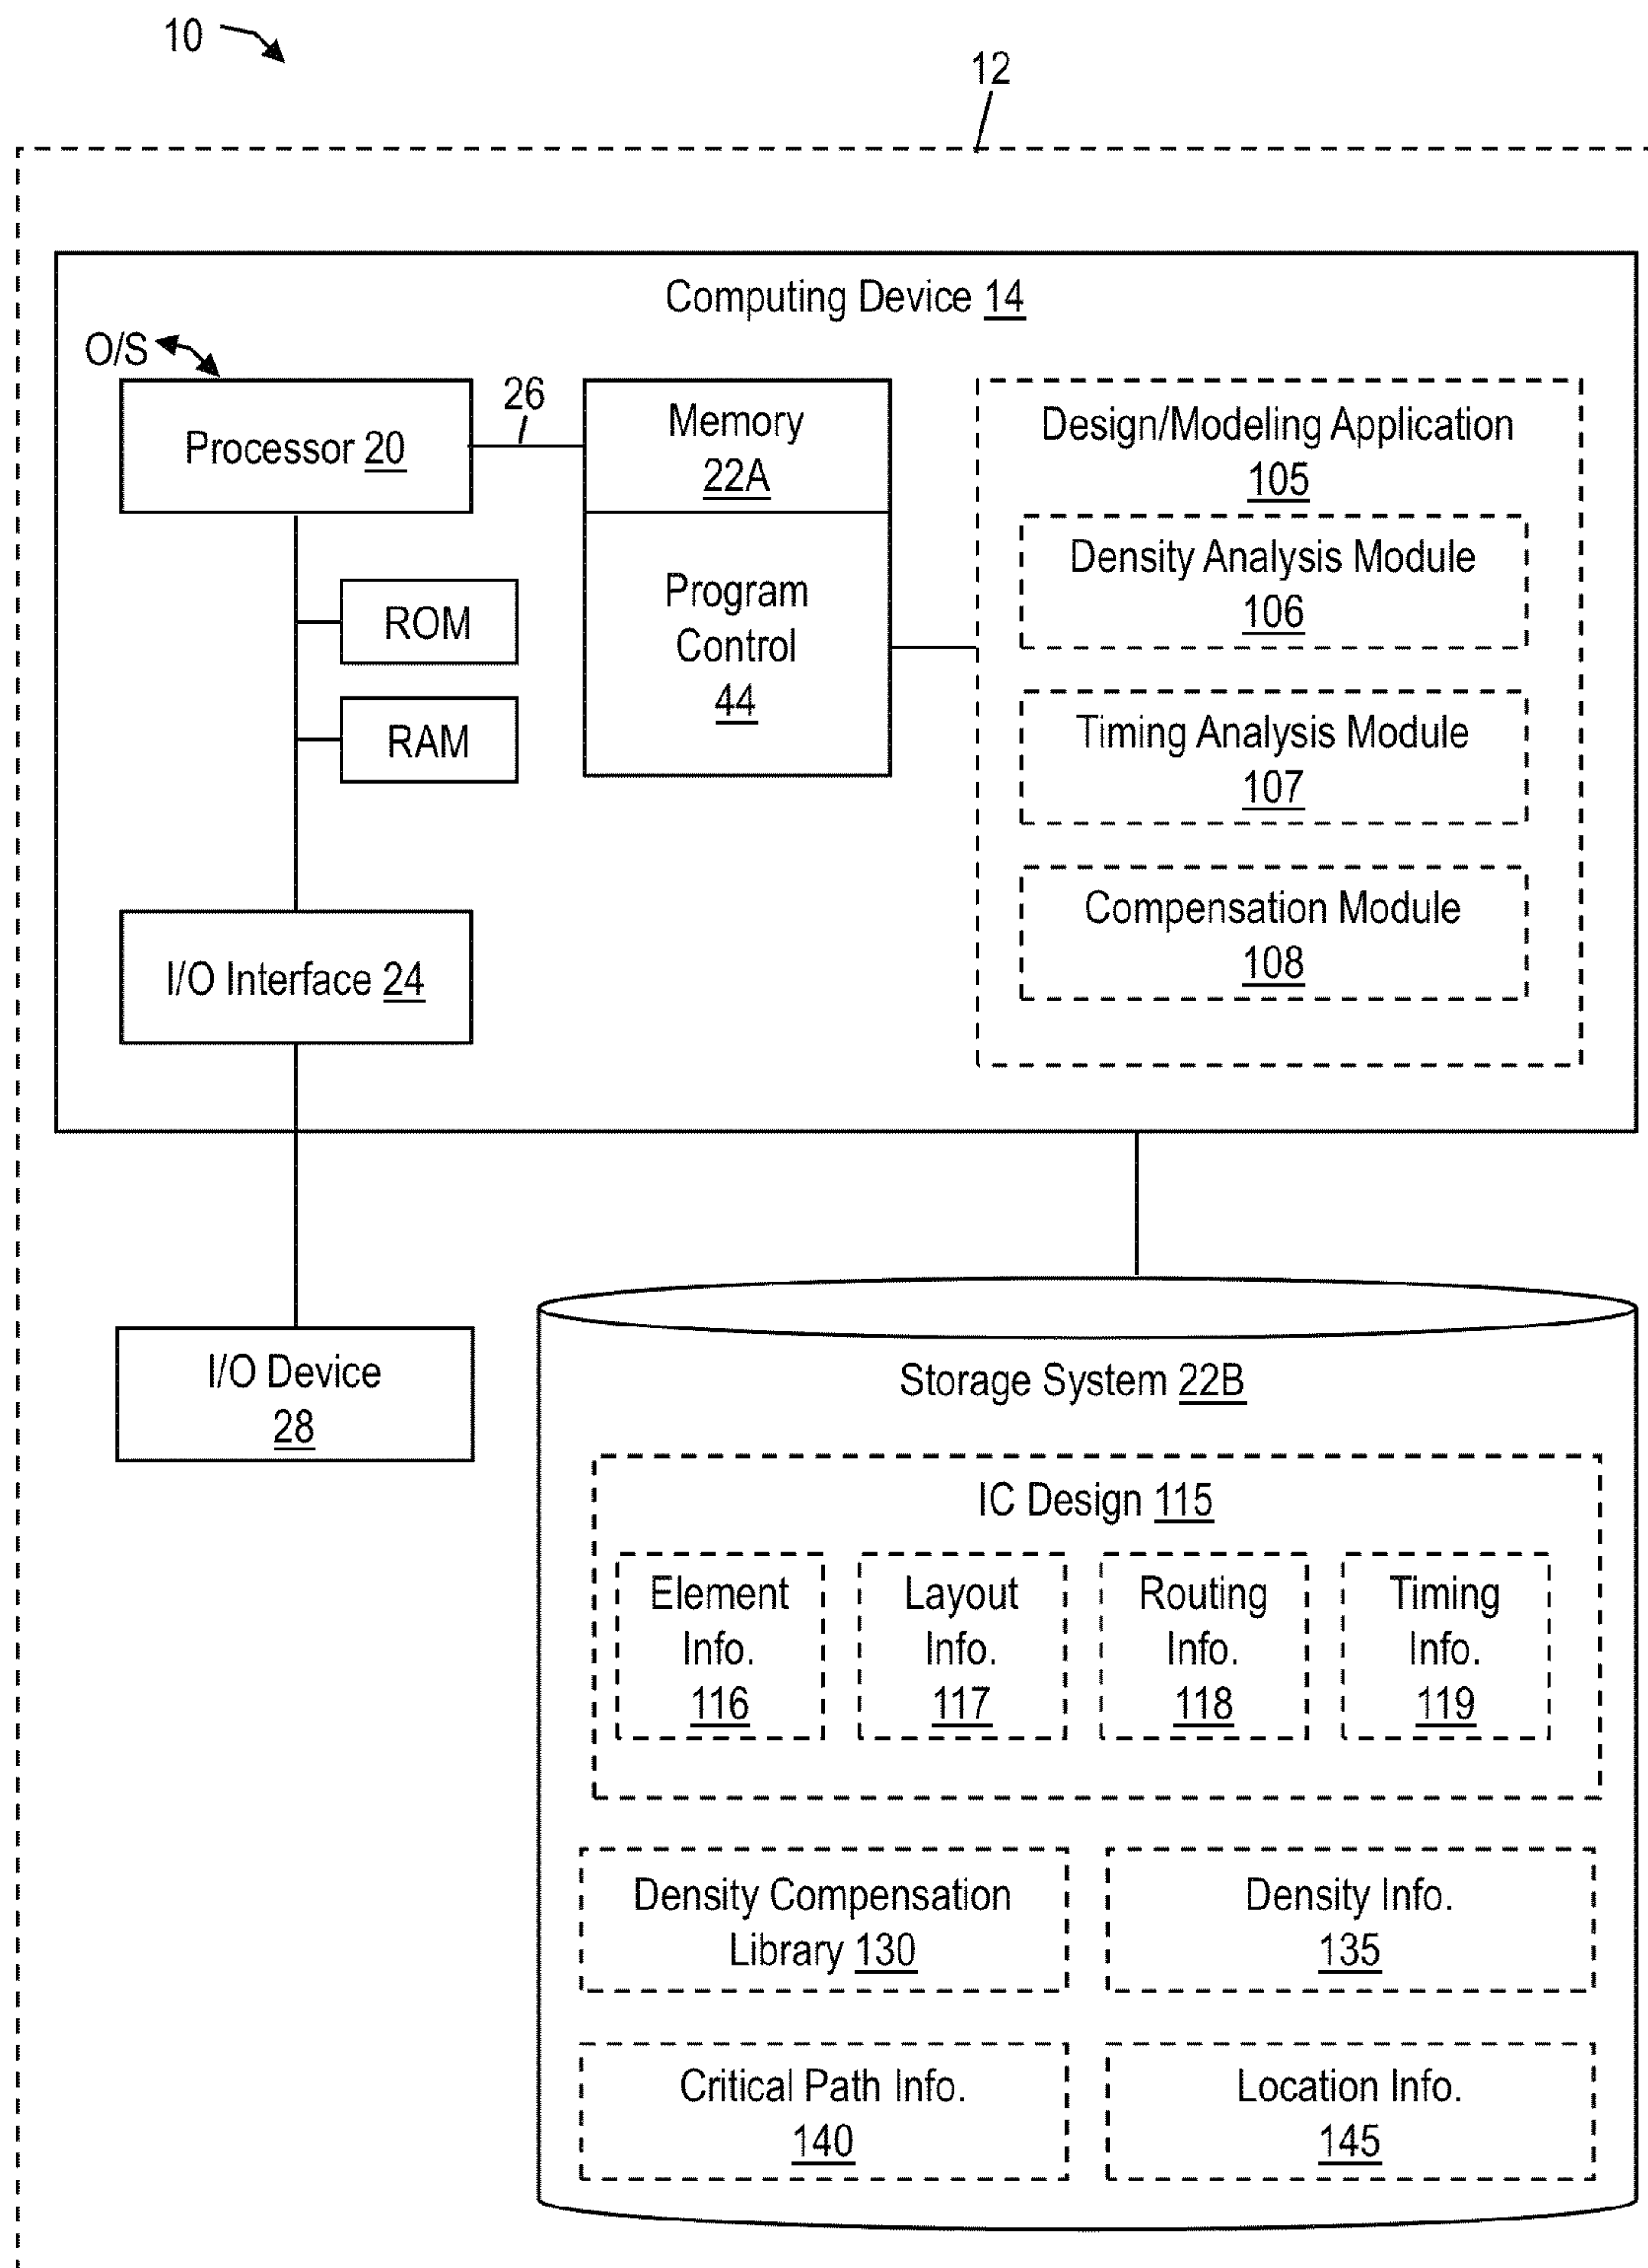 10
12
Computing Device 14
O/S
Processor 20
26
Memory
22A
Program
Control
44
ROM
RAM
I/O Interface 24
Design/Modeling Application
105
Density Analysis Module
106
Timing Analysis Module
107
Compensation Module
108
I/O Device
28
Storage System 22B
IC Design 115
Element
Info.
116
Layout
Info.
117
Routing
Info.
118
Timing
Info.
119
Density Compensation
Library 130
Density Info.
135
Critical Path Info.
140
Location Info.
145